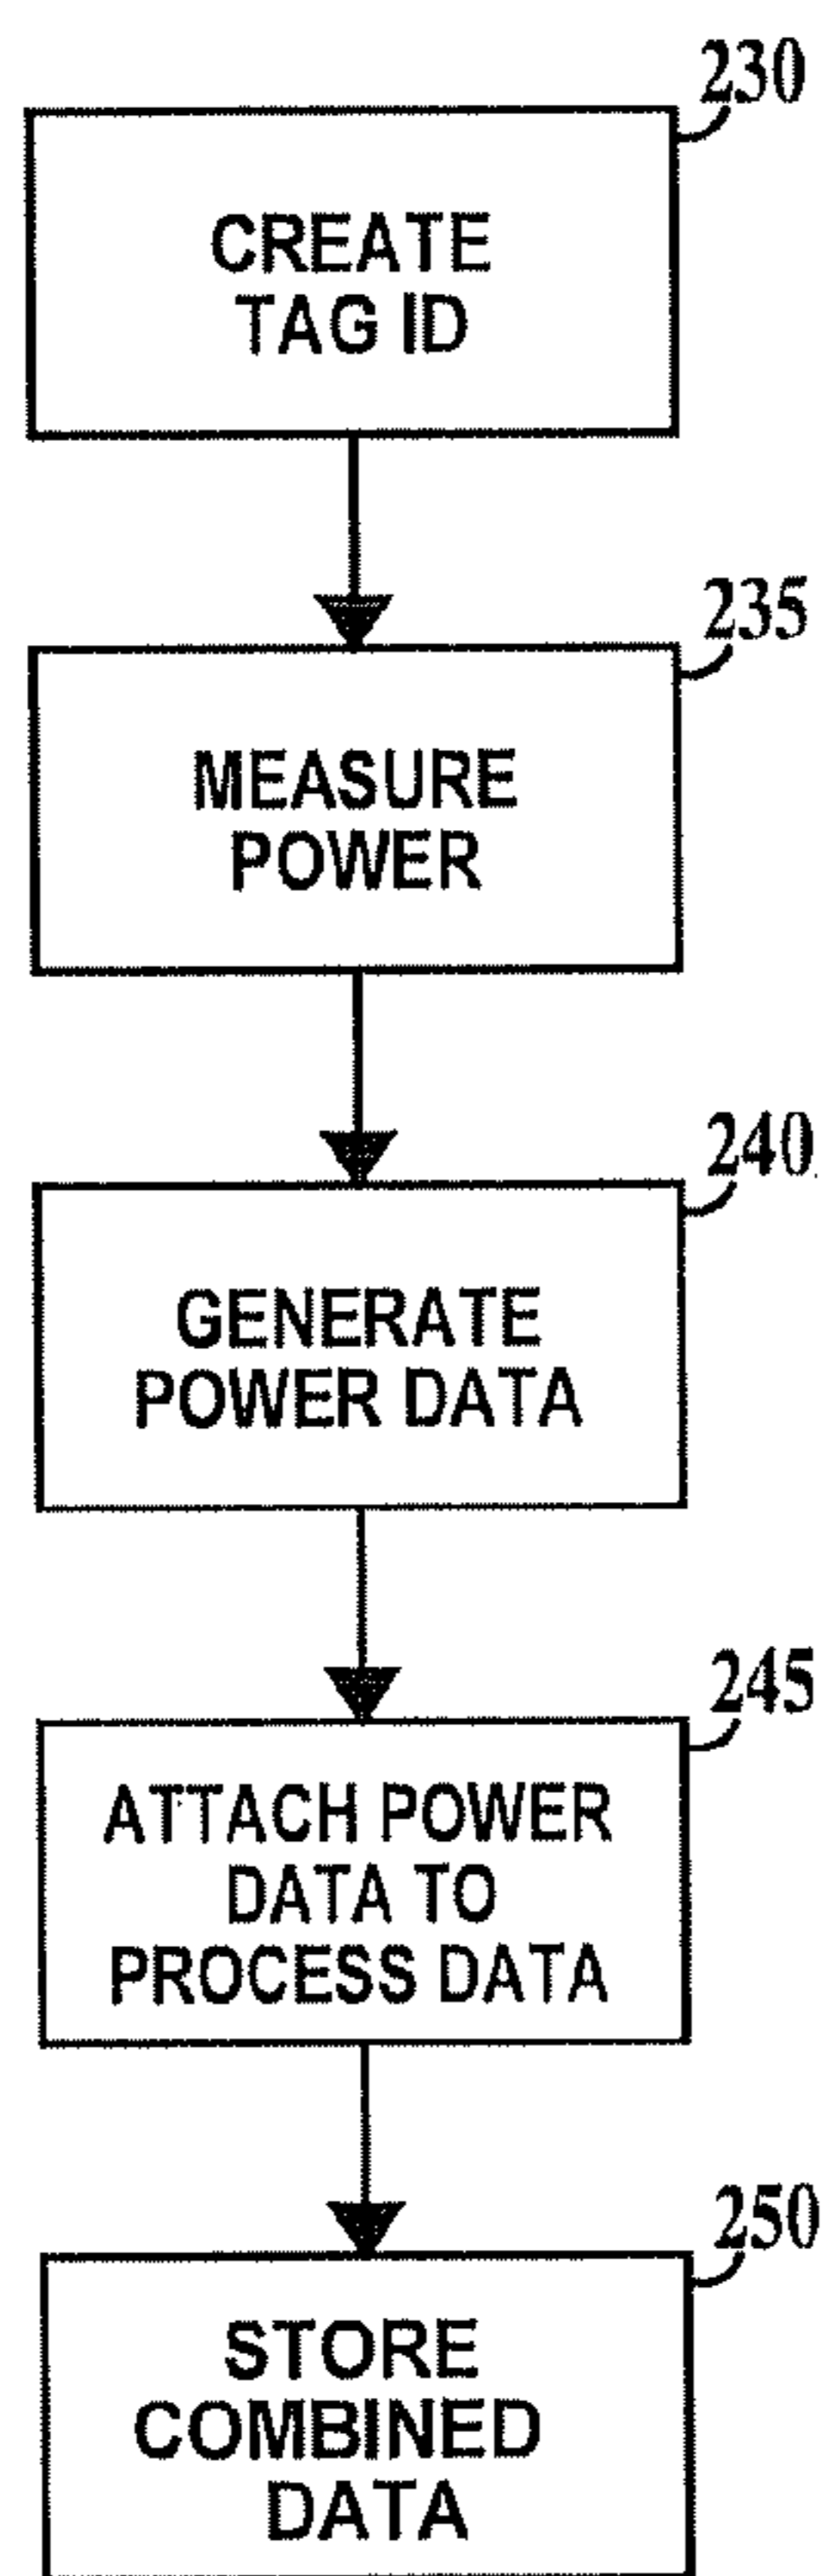 230
CREATE
TAG ID
235
MEASURE
POWER
240
GENERATE
POWER DATA
245
ATTACH POWER
DATA TO
PROCESS DATA
250
STORE
COMBINED
DATA